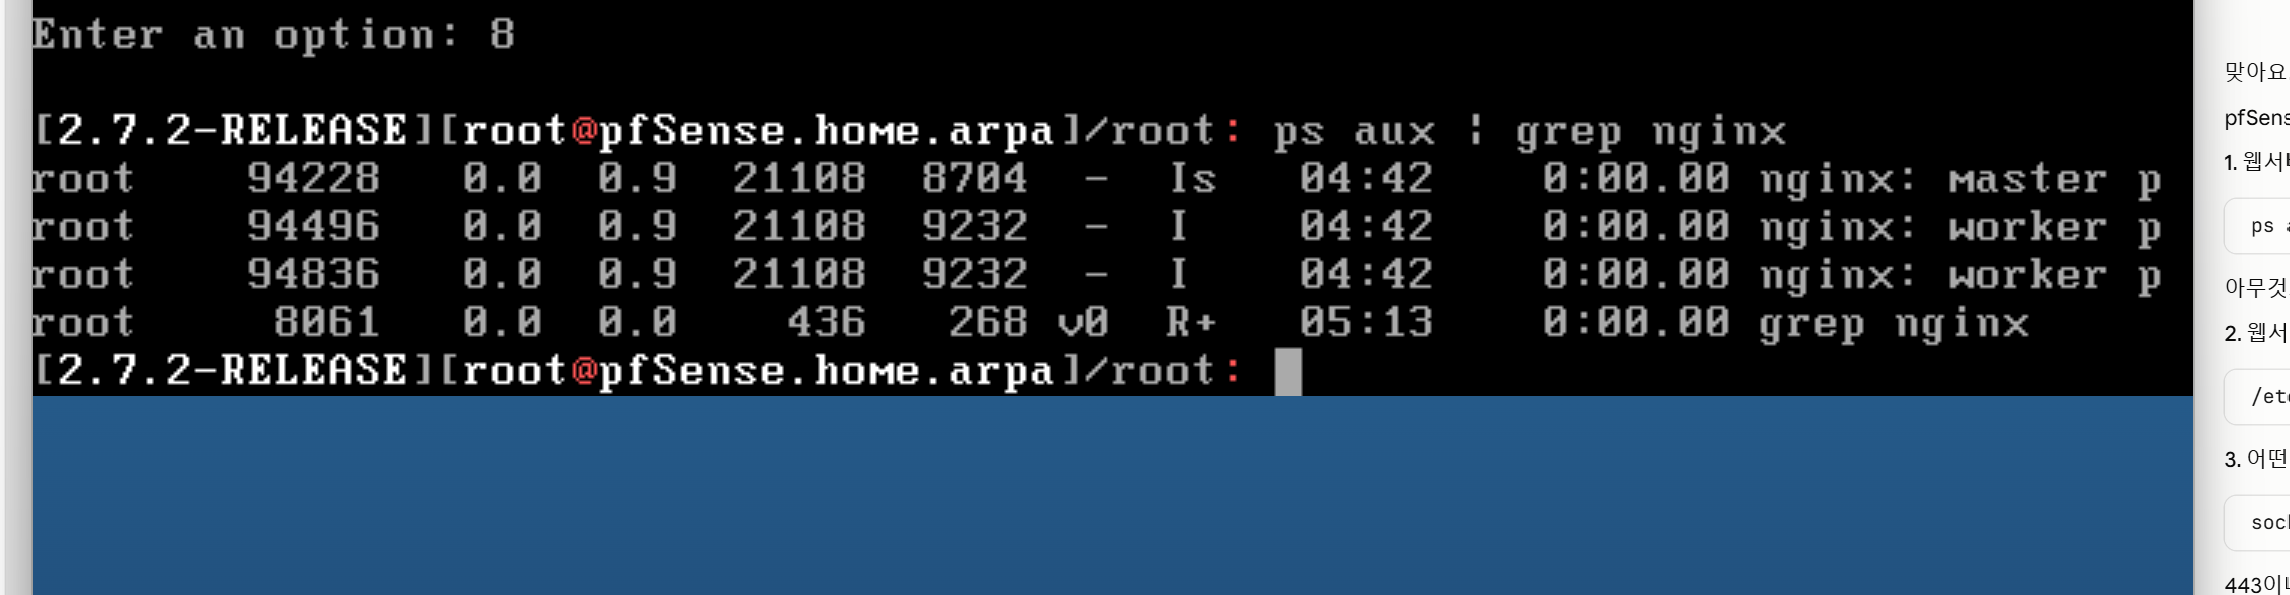 Enter an option: 8
[2.7.2-RELEASE][root@pfSense.home.arpa]/root: ps aux | grep nginx
root 94228 0.0 0.9 21108 8704 - Is 04:42 0:00.00 nginx: master p
root 94496 0.0 0.9 21108 9232 - I 04:42 0:00.00 nginx: worker p
root 94836 0.0 0.9 21108 9232 - I 04:42 0:00.00 nginx: worker p
root 8061 0.0 0.0 436 268 v0 R+ 05:13 0:00.00 grep nginx
[2.7.2-RELEASE][root@pfSense.home.arpa]/root:
맞아요
pfSens
1. 웹서
ps
아무것
2. 웹서
/etc
3. 어떤
sock
443이